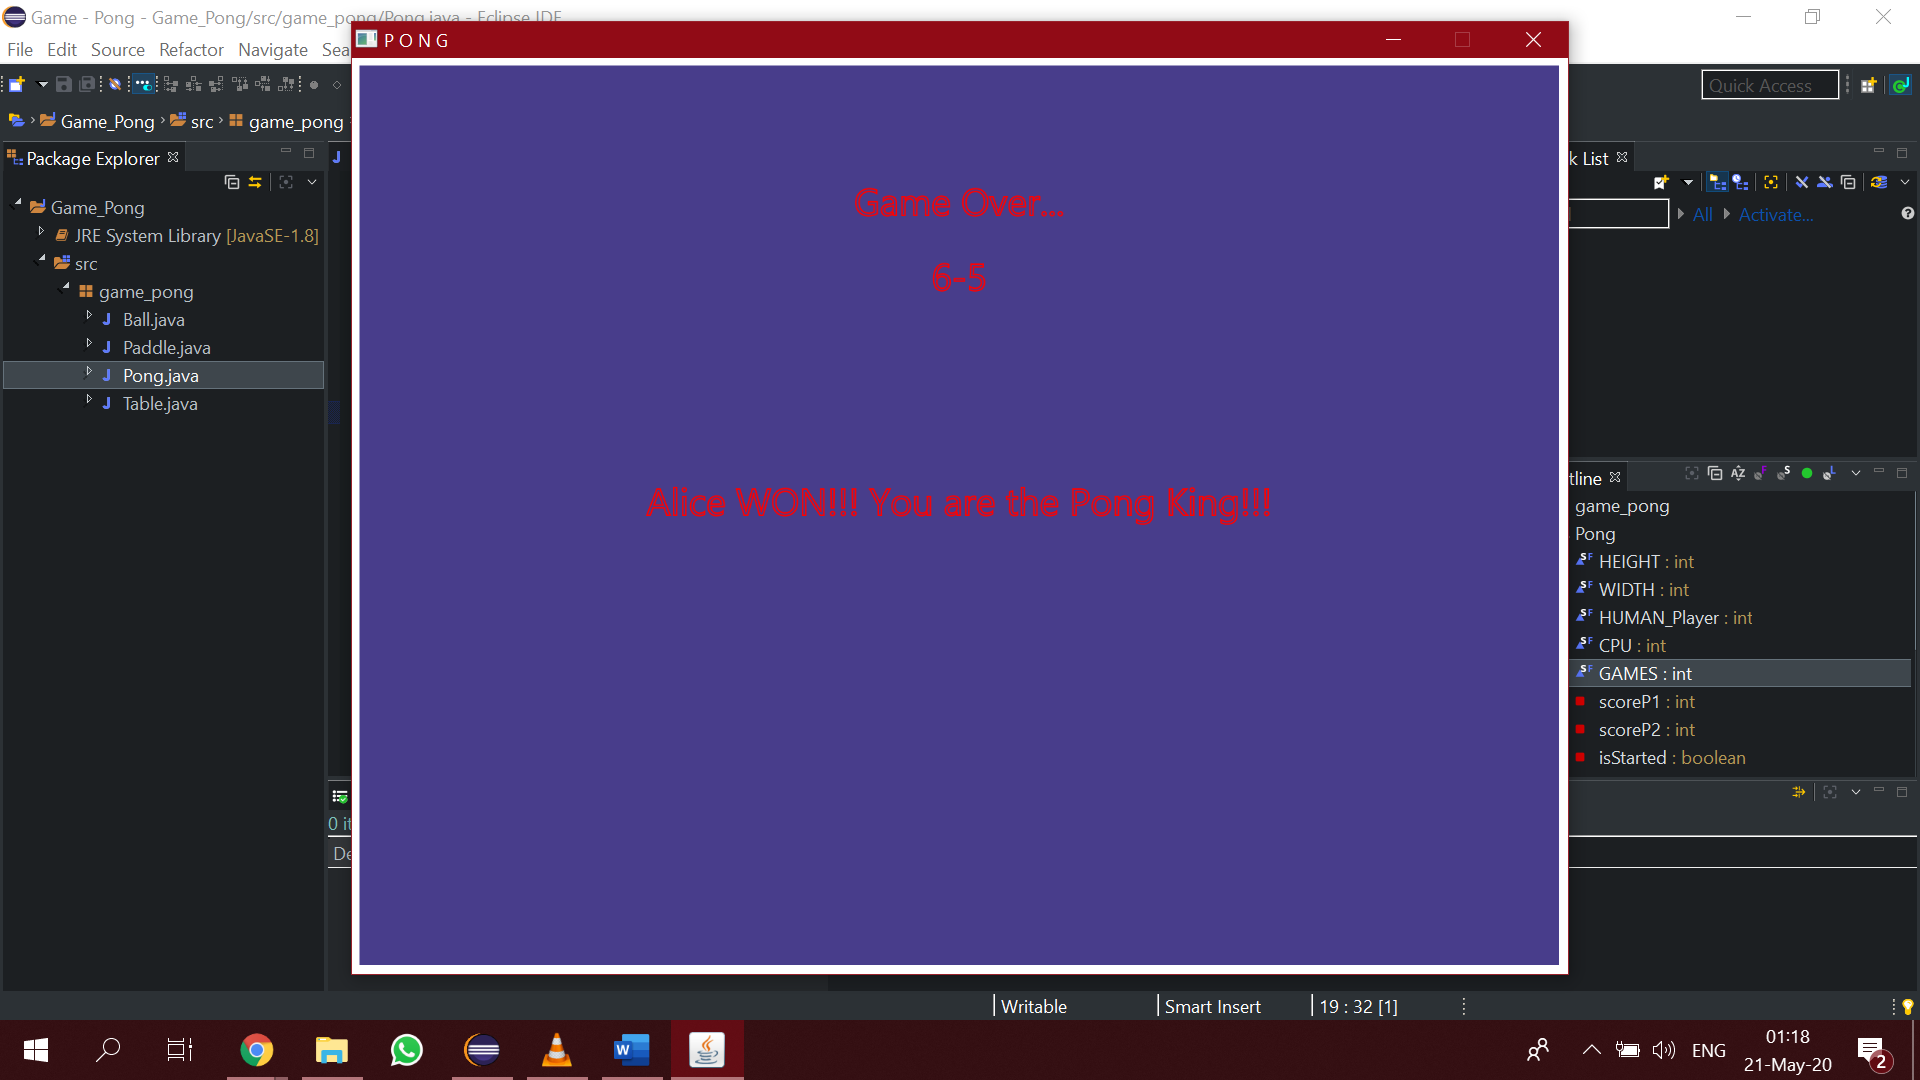 Game - Pong - Game_Pong/src/game_pong/Pong.java - Eclipse IDE
P O N G
File Edit Source Refactor Navigate Sea
Quick Access
Game_Pong src game_pong
Package Explorer
k List
Game_Pong
JRE System Library [JavaSE-1.8]
src
game_pong
Ball.java
Paddle.java
Pong.java
Table.java
All Activate...
Game Over...
6-5
Alice WON!!! You are the Pong King!!!
tline
game_pong
Pong
HEIGHT : int
WIDTH : int
HUMAN_Player : int
CPU : int
GAMES : int
scoreP1 : int
scoreP2 : int
isStarted : boolean
0 it
De
Writable Smart Insert 19 : 32 [1]
ENG
01:18
21-May-20
2